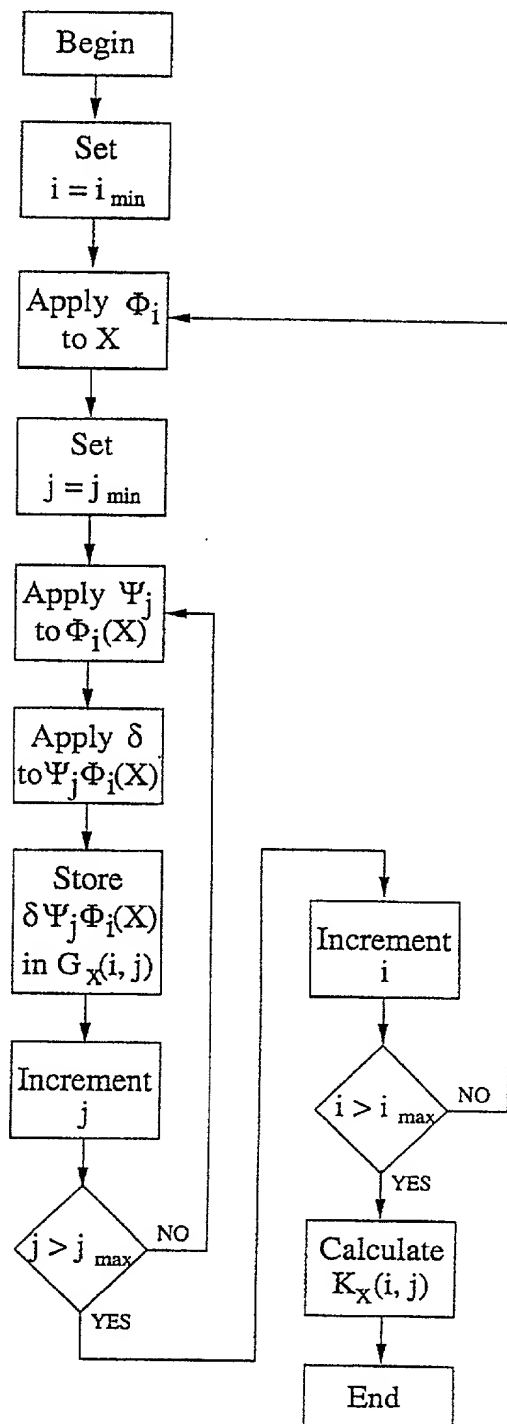 Begin
Set
i = i min
Apply Φi
to X
Set
j = j min
Apply Ψj
to Φi(X)
Apply δ
to ΨjΦi(X)
Store
δΨjΦi(X)
in GX(i, j)
Increment
j
j > j max
NO
YES
Increment
i
i > i max
NO
YES
Calculate
KX(i, j)
End